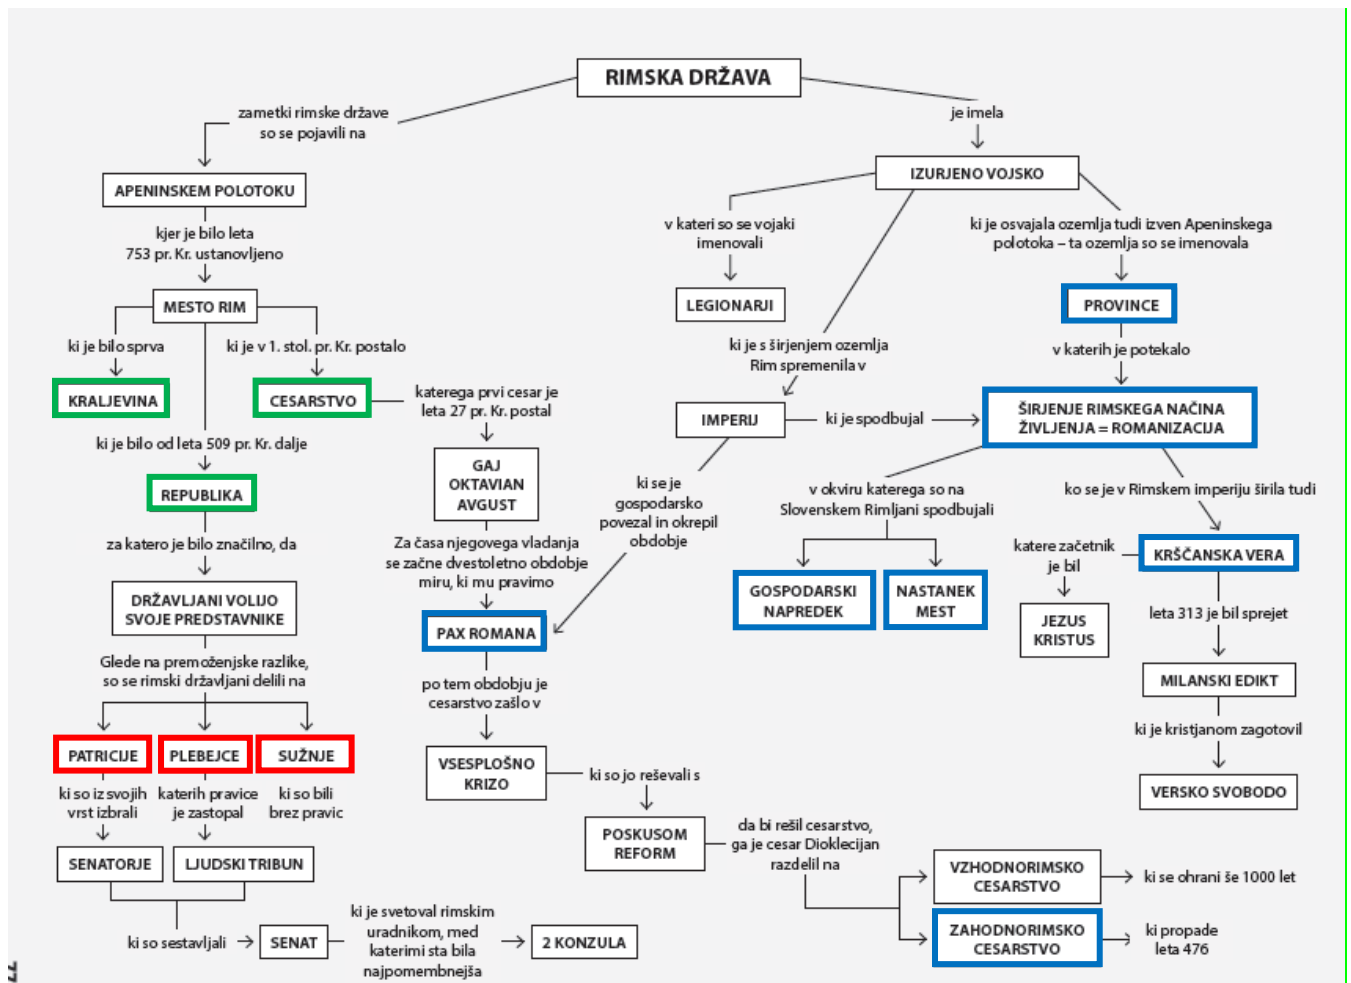 RIMSKA DRŽAVA
zametki rimske države
so se pojavili na
APENINSKEM POLOTOKU
kjer je bilo leta
753 pr. Kr. ustanovljeno
MESTO RIM
ki je bilo sprva
KRALJEVINA
ki je v 1. stol. pr. Kr. postalo
CESARSTVO
katerega prvi cesar je
leta 27 pr. Kr. postal
GAJ
OKTAVIAN
AVGUST
Za časa njegovega vladanja
se začne dvestoletno obdobje
miru, ki mu pravimo
PAX ROMANA
po tem obdobju je
cesarstvo zašlo v
VSESPLOŠNO
KRIZO
ki so jo reševali s
POSKUSOM
REFORM
da bi rešil cesarstvo,
ga je cesar Dioklecijan
razdelil na
VZHODNORIMSKO
CESARSTVO
ki se ohrani še 1000 let
ZAHODNORIMSKO
CESARSTVO
ki propade
leta 476
ki je bilo od leta 509 pr. Kr. dalje
REPUBLIKA
za katero je bilo značilno, da
DRŽAVLJANI VOLIJO
SVOJE PREDSTAVNIKE
Glede na premoženjske razlike,
so se rimski državljani delili na
PATRICIJE
ki so iz svojih
vrst izbrali
SENATORJE
PLEBEJCE
katerih pravice
je zastopal
LJUDSKI TRIBUN
SUŽNJE
ki so bili
brez pravic
ki so sestavljali
SENAT
ki je svetoval rimskim
uradnikom, med
katerimi sta bila
najpomembnejša
2 KONZULA
je imela
IZURJENO VOJSKO
v kateri so se vojaki
imenovali
LEGIONARJI
ki je s širjenjem ozemlja
Rim spremenila v
IMPERIJ
ki se je
gospodarsko
povezal in okrepil
obdobje
ki je spodbujal
ki je osvajala ozemlja tudi izven Apeninskega
polotoka – ta ozemlja so se imenovala
PROVINCE
v katerih je potekalo
ŠIRJENJE RIMSKEGA NAČINA
ŽIVLJENJA = ROMANIZACIJA
v okviru katerega so na
Slovenskem Rimljani spodbujali
GOSPODARSKI
NAPREDEK
NASTANEK
MEST
ko se je v Rimskem imperiju širila tudi
KRŠČANSKA VERA
katere začetnik
je bil
JEZUS
KRISTUS
leta 313 je bil sprejet
MILANSKI EDIKT
ki je kristjanom zagotovil
VERSKO SVOBODO